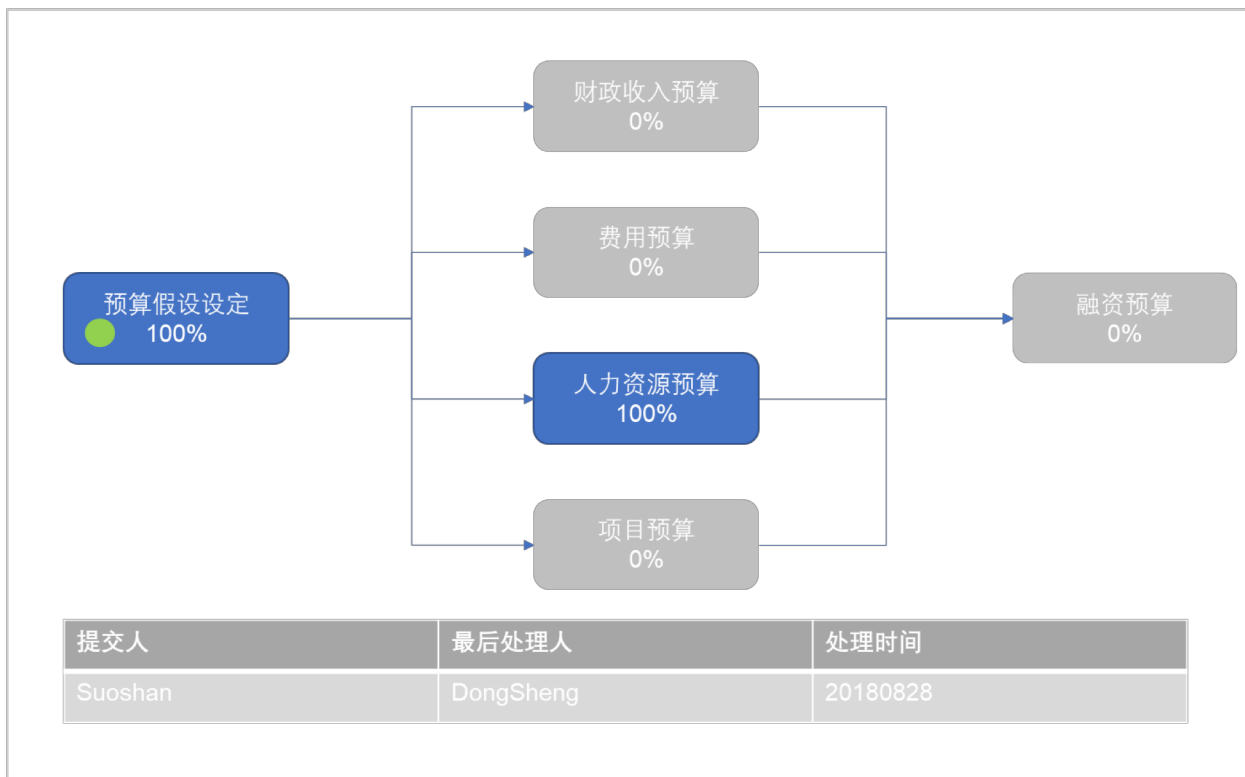 财政收入预算
0%
费用预算
0%
预算假设设定
100%
融资预算
0%
人力资源预算
100%
项目预算
0%
提交人 最后处理人 处理时间
Suoshan DongSheng 20180828